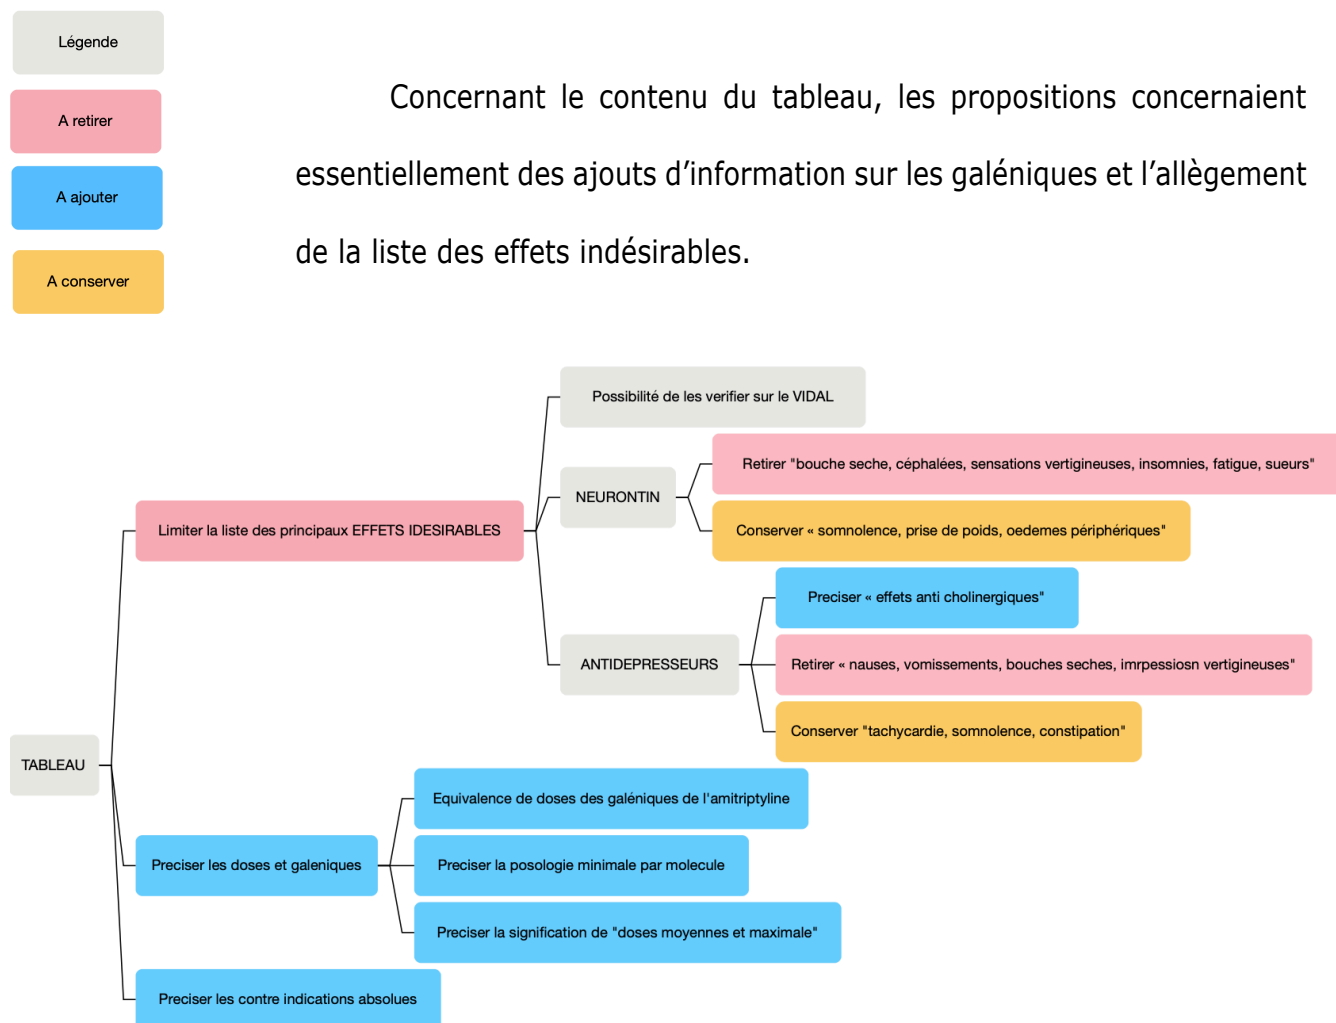 Légende
A retirer
A ajouter
A conserver
Concernant le contenu du tableau, les propositions concernaient
essentiellement des ajouts d’information sur les galéniques et l’allègement
de la liste des effets indésirables.
TABLEAU
Limiter la liste des principaux EFFETS IDESIRABLES
Possibilité de les verifier sur le VIDAL
NEURONTIN
Retirer "bouche seche, céphalées, sensations vertigineuses, insomnies, fatigue, sueurs"
Conserver « somnolence, prise de poids, oedemes périphériques"
ANTIDEPRESSEURS
Preciser « effets anti cholinergiques"
Retirer « nauses, vomissements, bouches seches, imrpessiosn vertigineuses"
Conserver "tachycardie, somnolence, constipation"
Preciser les doses et galeniques
Equivalence de doses des galéniques de l'amitriptyline
Preciser la posologie minimale par molecule
Preciser la signification de "doses moyennes et maximale"
Preciser les contre indications absolues